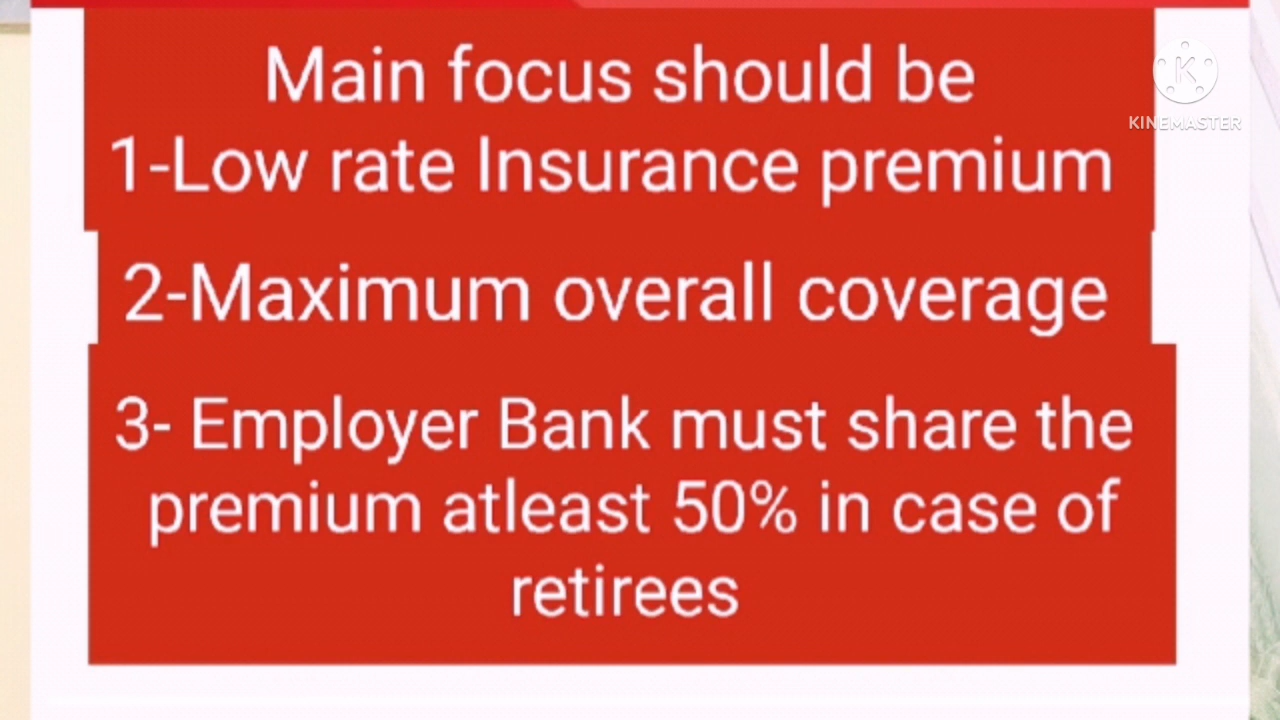 Main focus should be
1-Low rate Insurance premium
2-Maximum overall coverage
3- Employer Bank must share the
premium atleast 50% in case of
retirees
K
KINEMASTER